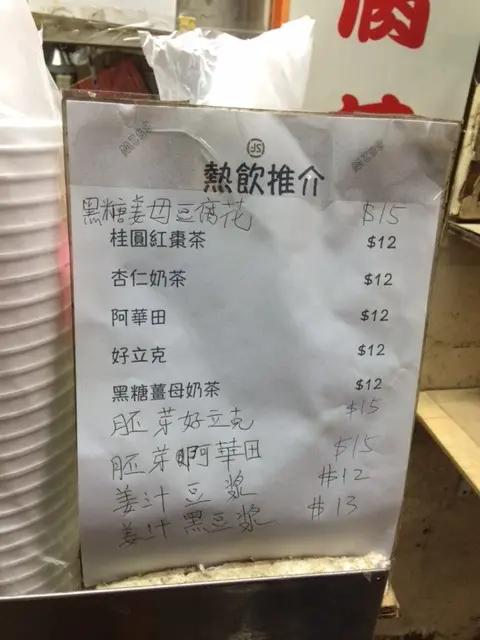 腐
熱飲推介
黑糖姜母豆腐花 $15
桂圓紅棗茶 $12
杏仁奶茶 $12
阿華田 $12
好立克 $12
黑糖薑母奶茶 $12
胚芽好立克 $15
胚芽阿華田 $15
姜汁豆漿 $12
姜汁黑豆漿 $13